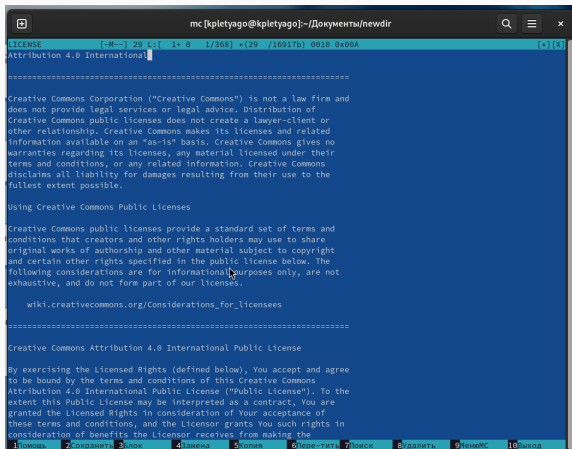 mc [kpletyago@kpletyago]:~/Документы/newdir
LICENSE [-M--] 29 L:[ 1+ 0 1/368] *(29 /16917b) 0010 0x00A [*][X]
Attribution 4.0 International
=======================================================================
Creative Commons Corporation ("Creative Commons") is not a law firm and
does not provide legal services or legal advice. Distribution of
Creative Commons public licenses does not create a lawyer-client or
other relationship. Creative Commons makes its licenses and related
information available on an "as-is" basis. Creative Commons gives no
warranties regarding its licenses, any material licensed under their
terms and conditions, or any related information. Creative Commons
disclaims all liability for damages resulting from their use to the
fullest extent possible.
Using Creative Commons Public Licenses
Creative Commons public licenses provide a standard set of terms and
conditions that creators and other rights holders may use to share
original works of authorship and other material subject to copyright
and certain other rights specified in the public license below. The
following considerations are for informational purposes only, are not
exhaustive, and do not form part of our licenses.
wiki.creativecommons.org/Considerations_for_licensees
=======================================================================
Creative Commons Attribution 4.0 International Public License
By exercising the Licensed Rights (defined below), You accept and agree
to be bound by the terms and conditions of this Creative Commons
Attribution 4.0 International Public License ("Public License"). To the
extent this Public License may be interpreted as a contract, You are
granted the Licensed Rights in consideration of Your acceptance of
these terms and conditions, and the Licensor grants You such rights in
consideration of benefits the Licensor receives from making the
1Помощь 2Сохранить 3Блок 4Замена 5Копия 6Пере~тить 7Поиск 8Удалить 9МенюMC 10Выход